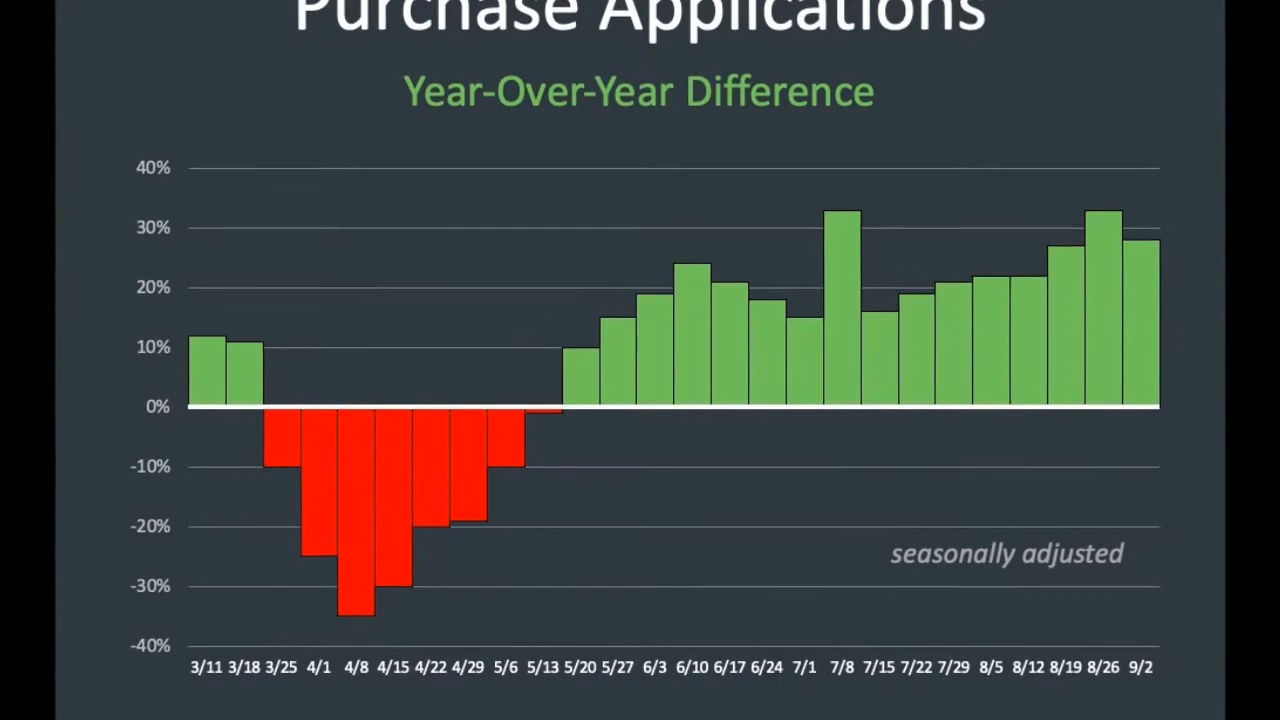 Purchase Applications
Year-Over-Year Difference
40%
30%
20%
10%
0%
-10%
-20%
-30%
-40%
seasonally adjusted
3/11 3/18 3/25 4/1 4/8 4/15 4/22 4/29 5/6 5/13 5/20 5/27 6/3 6/10 6/17 6/24 7/1 7/8 7/15 7/22 7/29 8/5 8/12 8/19 8/26 9/2